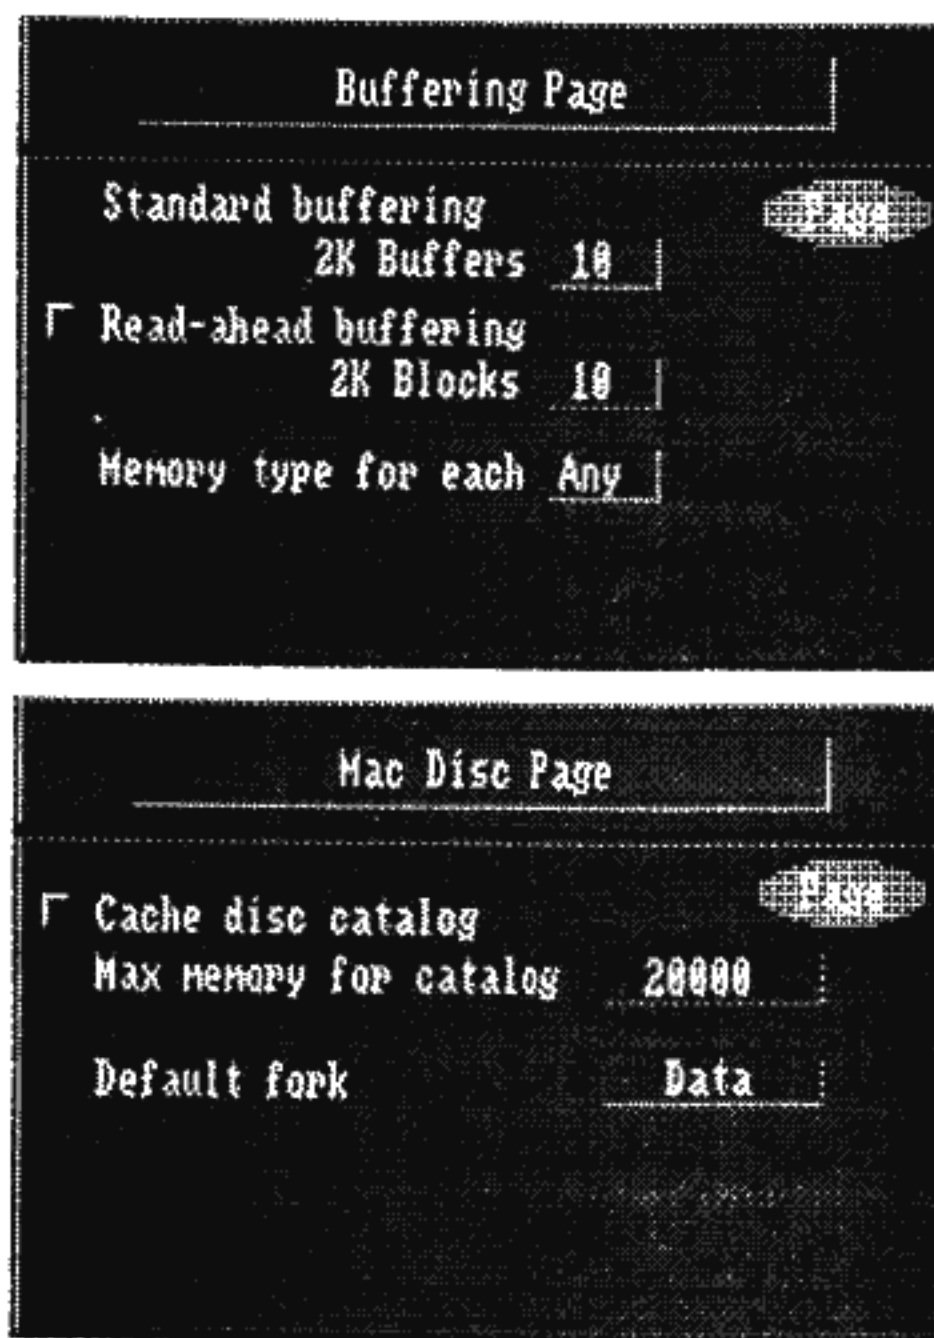 Buffering Page
Standard buffering
Page
2K Buffers 10
Read-ahead buffering
2K Blocks 10
Memory type for each Any
Mac Disc Page
Page
Cache disc catalog
Max memory for catalog 20000
Default fork Data